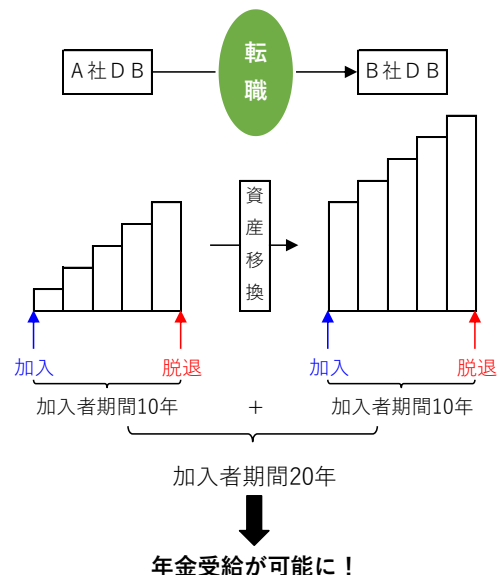 A社DB
転職
B社DB
資産移換
加入
脱退
加入
脱退
加入者期間10年
+
加入者期間10年
加入者期間20年
年金受給が可能に！